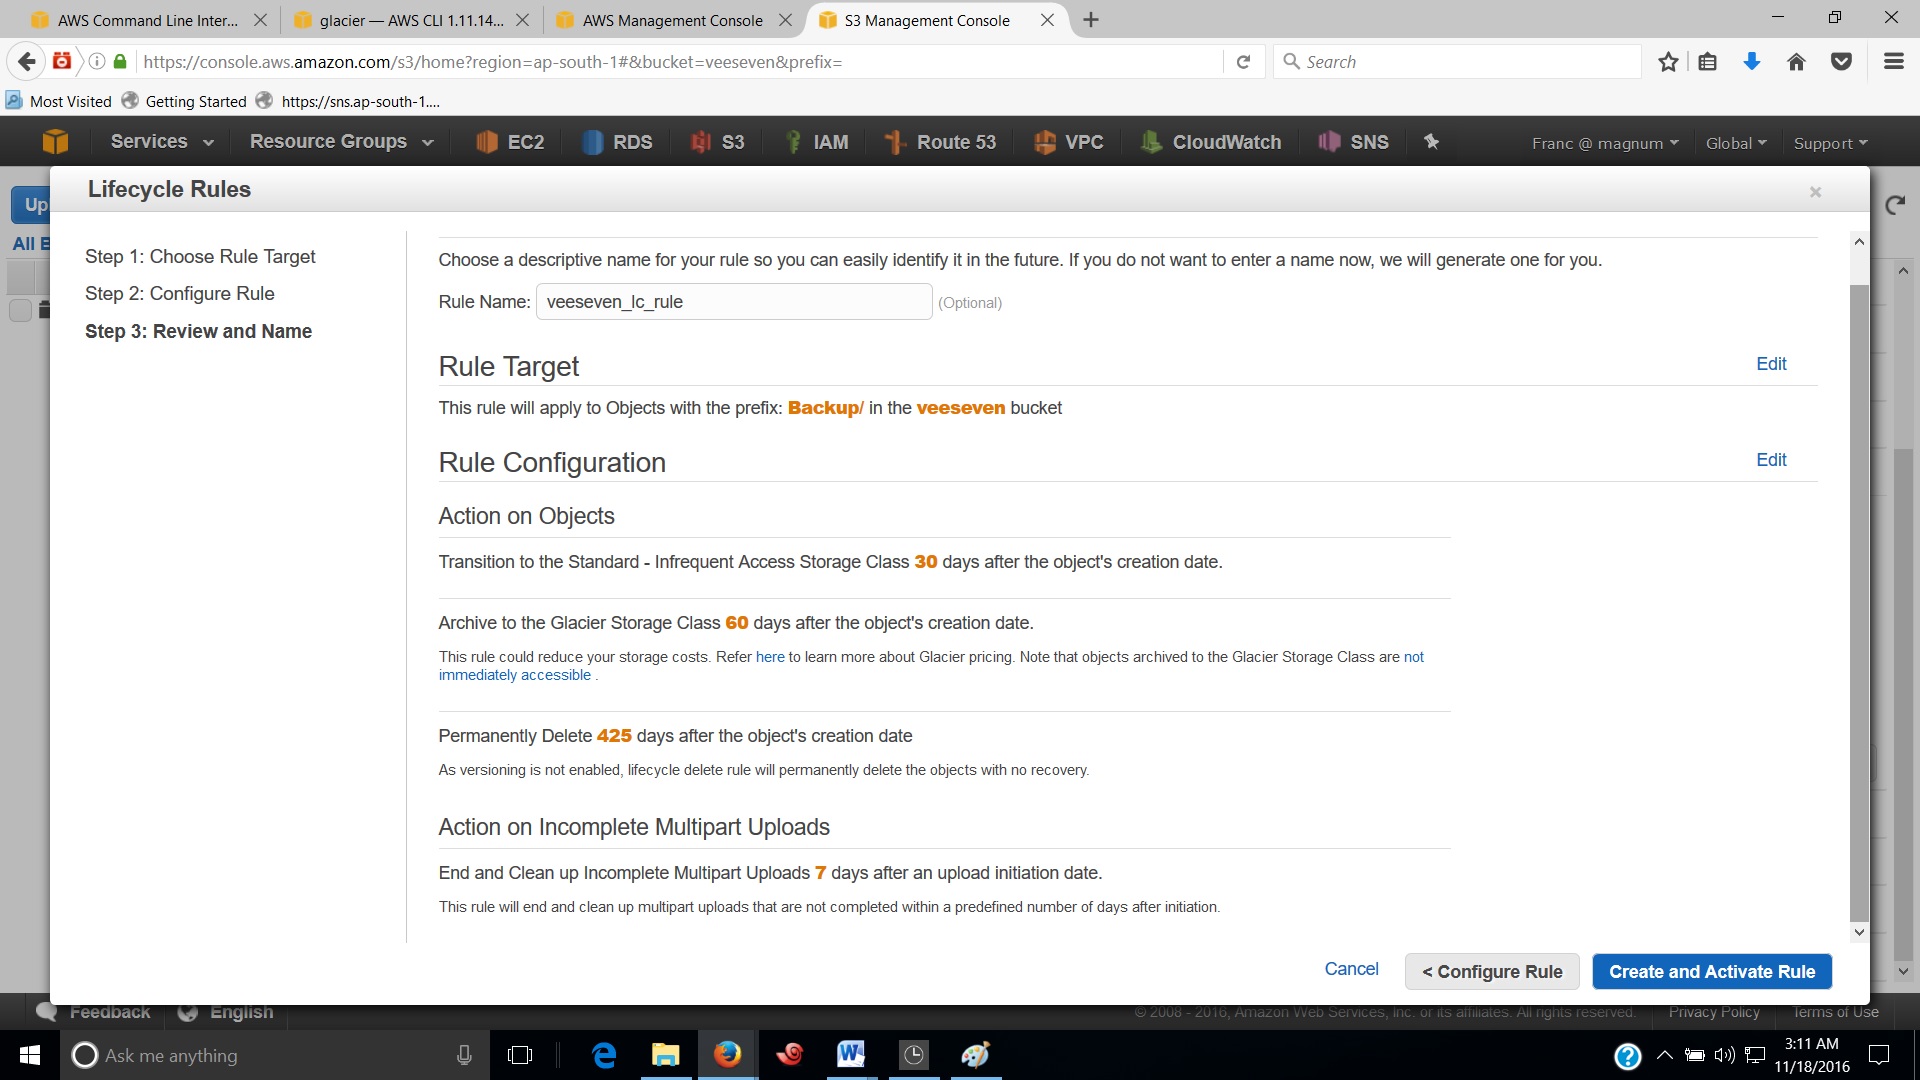 AWS Command Line Inter...
glacier — AWS CLI 1.11.14...
AWS Management Console
S3 Management Console
https://console.aws.amazon.com/s3/home?region=ap-south-1#&bucket=veeseven&prefix=
Search
Most Visited
Getting Started
https://sns.ap-south-1....
Services
Resource Groups
EC2
RDS
S3
IAM
Route 53
VPC
CloudWatch
SNS
Franc @ magnum
Global
Support
Up
All B
Lifecycle Rules
Step 1: Choose Rule Target
Step 2: Configure Rule
Step 3: Review and Name
Choose a descriptive name for your rule so you can easily identify it in the future. If you do not want to enter a name now, we will generate one for you.
Rule Name: veeseven_lc_rule (Optional)
Rule Target
Edit
This rule will apply to Objects with the prefix: Backup/ in the veeseven bucket
Rule Configuration
Edit
Action on Objects
Transition to the Standard - Infrequent Access Storage Class 30 days after the object's creation date.
Archive to the Glacier Storage Class 60 days after the object's creation date.
This rule could reduce your storage costs. Refer here to learn more about Glacier pricing. Note that objects archived to the Glacier Storage Class are not
immediately accessible .
Permanently Delete 425 days after the object's creation date
As versioning is not enabled, lifecycle delete rule will permanently delete the objects with no recovery.
Action on Incomplete Multipart Uploads
End and Clean up Incomplete Multipart Uploads 7 days after an upload initiation date.
This rule will end and clean up multipart uploads that are not completed within a predefined number of days after initiation.
Cancel
< Configure Rule
Create and Activate Rule
Feedback
English
© 2008 - 2016, Amazon Web Services, Inc. or its affiliates. All rights reserved.
Privacy Policy
Terms of Use
Ask me anything
3:11 AM
11/18/2016